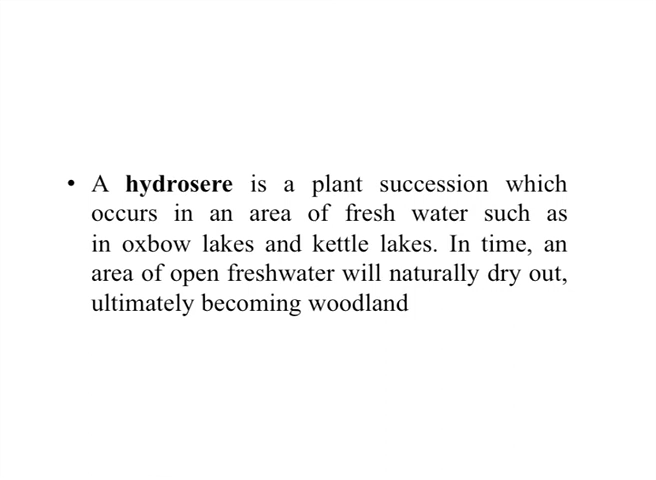 • A hydrosere is a plant succession which
occurs in an area of fresh water such as
in oxbow lakes and kettle lakes. In time, an
area of open freshwater will naturally dry out,
ultimately becoming woodland